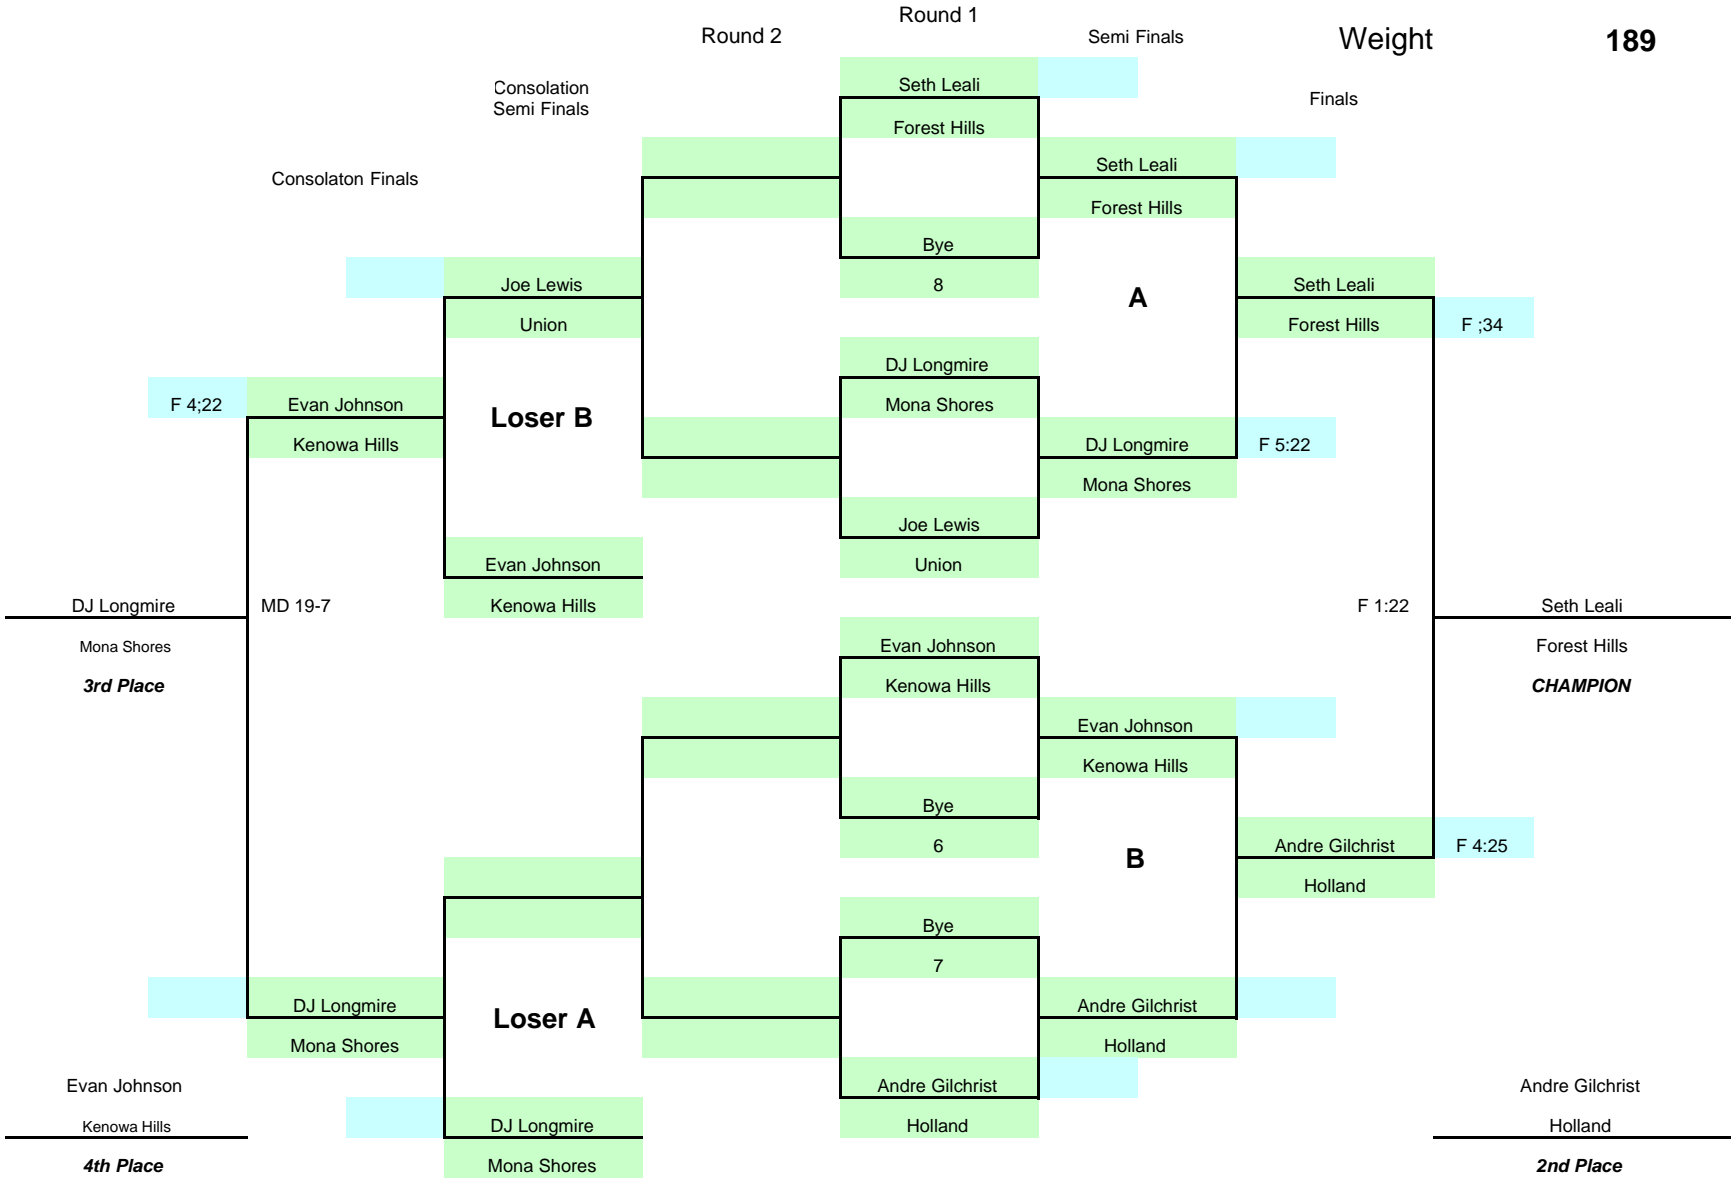 Round 1
Round 2
Semi Finals
Weight
189
Consolation
Semi Finals
Seth Leali
Finals
Forest Hills
Consolaton Finals
Seth Leali
Forest Hills
Bye
8
Joe Lewis
Union
A
Seth Leali
Forest Hills
F ;34
DJ Longmire
Mona Shores
F 4;22
Evan Johnson
Kenowa Hills
Loser B
DJ Longmire
F 5:22
Mona Shores
Joe Lewis
Union
Evan Johnson
Kenowa Hills
DJ Longmire
MD 19-7
Mona Shores
3rd Place
F 1:22
Seth Leali
Forest Hills
CHAMPION
Evan Johnson
Kenowa Hills
Evan Johnson
Kenowa Hills
Bye
6
B
Andre Gilchrist
F 4:25
Holland
Bye
7
DJ Longmire
Mona Shores
Loser A
Andre Gilchrist
Holland
Andre Gilchrist
Holland
Evan Johnson
Kenowa Hills
4th Place
DJ Longmire
Mona Shores
Andre Gilchrist
Holland
2nd Place